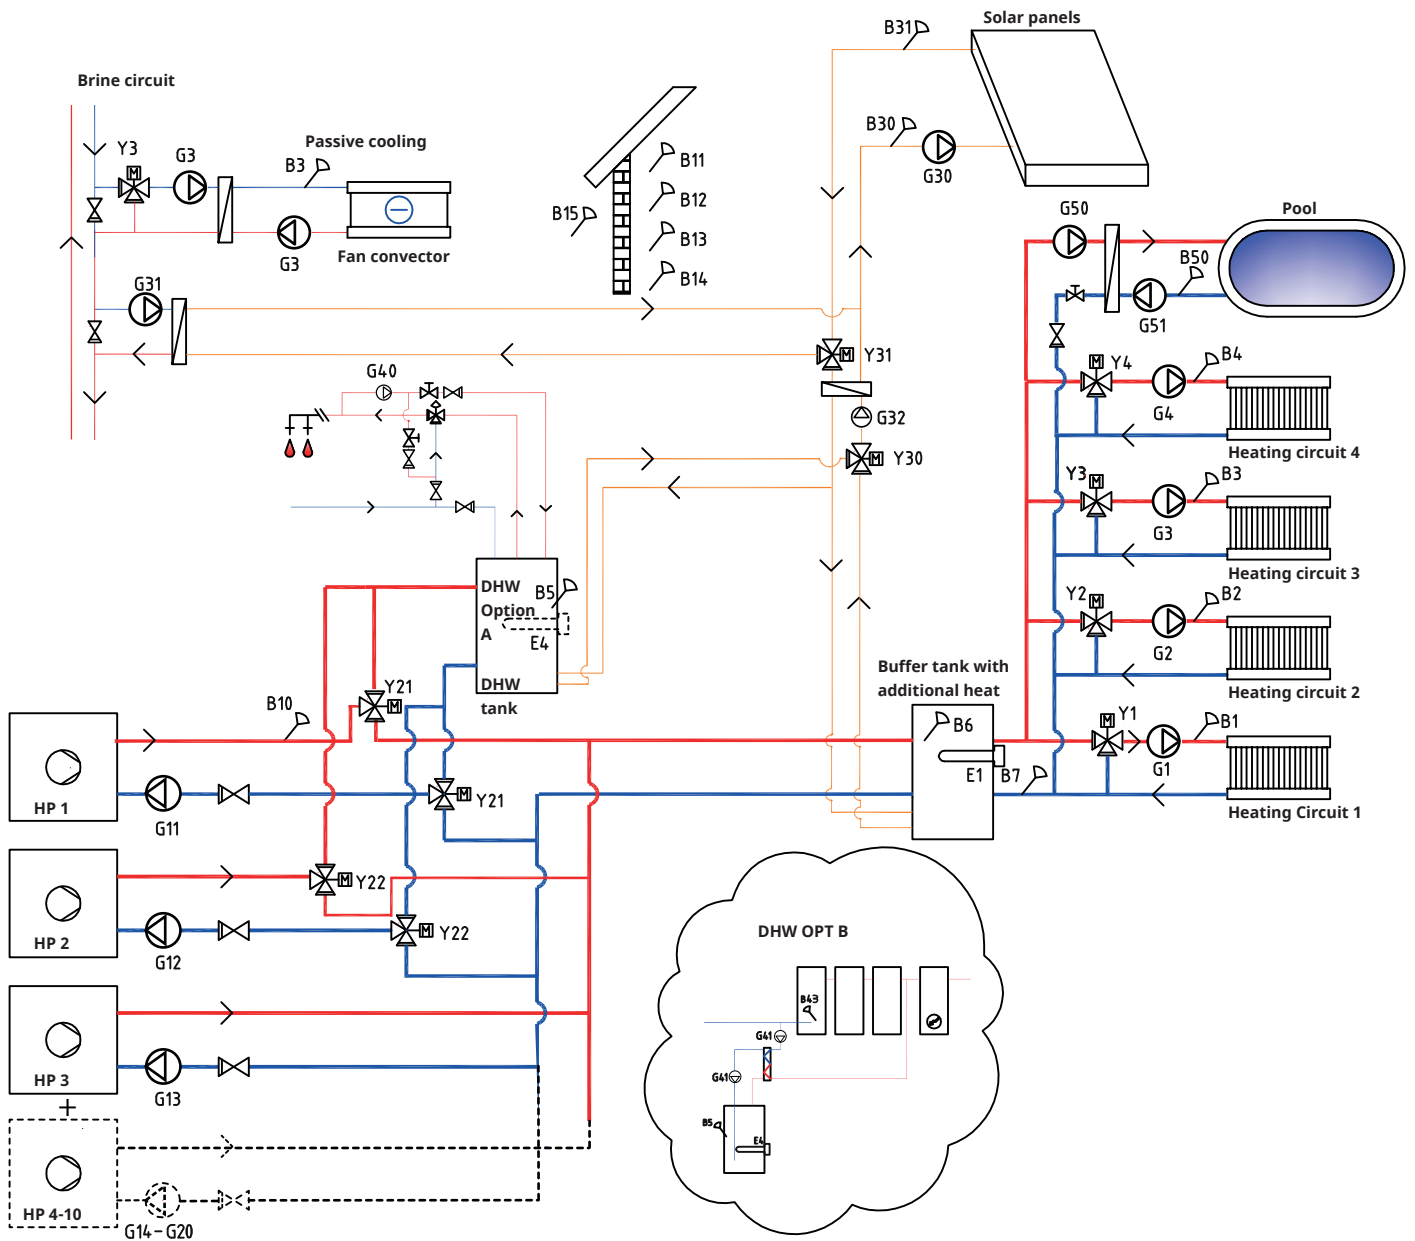 Solar panels
B31
Brine circuit
Y3
G3
Passive cooling
B3
B30
G30
B11
B12
B13
B14
B15
G3
Fan convector
G50
Pool
B50
G51
G31
Y31
G40
G32
Y30
Y4
B4
G4
Heating circuit 4
Y3
B3
G3
Heating circuit 3
Y2
B2
G2
Heating circuit 2
DHW
Option
A
B5
E4
DHW
tank
Buffer tank with
additional heat
B6
E1
B7
Y1
B1
G1
Heating Circuit 1
B10
Y21
M
HP 1
G11
Y21
M
Y22
M
HP 2
G12
Y22
M
HP 3
G13
+
HP 4-10
G14-G20
DHW OPT B
B43
G41
G41
B5
E4
M
M
M
M
M
M
M